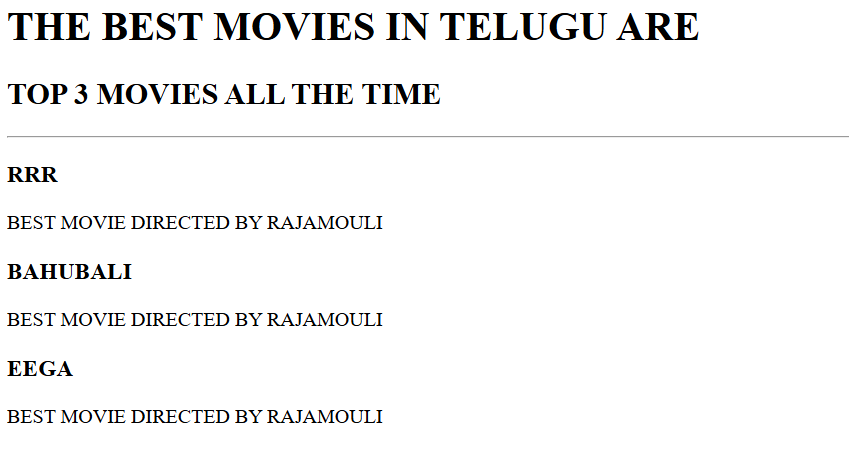 THE BEST MOVIES IN TELUGU ARE
TOP 3 MOVIES ALL THE TIME
RRR
BEST MOVIE DIRECTED BY RAJAMOULI
BAHUBALI
BEST MOVIE DIRECTED BY RAJAMOULI
EEGA
BEST MOVIE DIRECTED BY RAJAMOULI